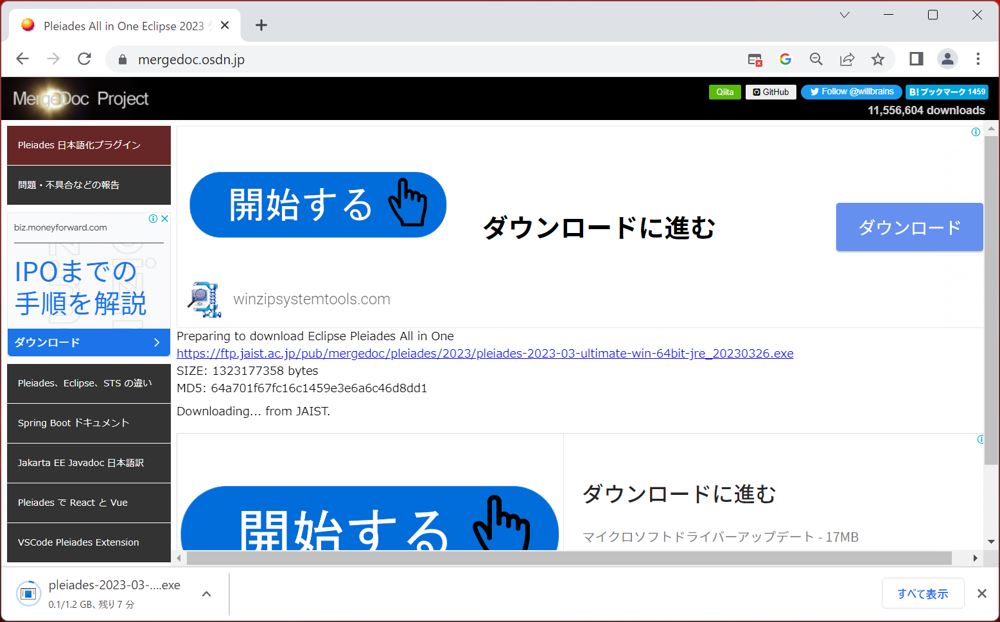 Pleiades All in One Eclipse 2023
mergedoc.osdn.jp
MergeDoc Project
Qiita
GitHub
Follow @willbrains
B!ブックマーク 1459
11,556,604 downloads
Pleiades 日本語化プラグイン
問題・不具合などの報告
biz.moneyforward.com
IPOまでの
手順を解説
ダウンロード
Pleiades、Eclipse、STS の違い
Spring Boot ドキュメント
Jakarta EE Javadoc 日本語訳
Pleiades で React と Vue
VSCode Pleiades Extension
開始する
ダウンロードに進む
ダウンロード
winzipsystemtools.com
Preparing to download Eclipse Pleiades All in One
https://ftp.jaist.ac.jp/pub/mergedoc/pleiades/2023/pleiades-2023-03-ultimate-win-64bit-jre_20230326.exe
SIZE: 1323177358 bytes
MD5: 64a701f67fc16c1459e3e6a6c46d8dd1
Downloading... from JAIST.
開始する
ダウンロードに進む
マイクロソフトドライバーアップデート - 17MB
pleiades-2023-03-....exe
0.1/1.2 GB、残り 7 分
すべて表示